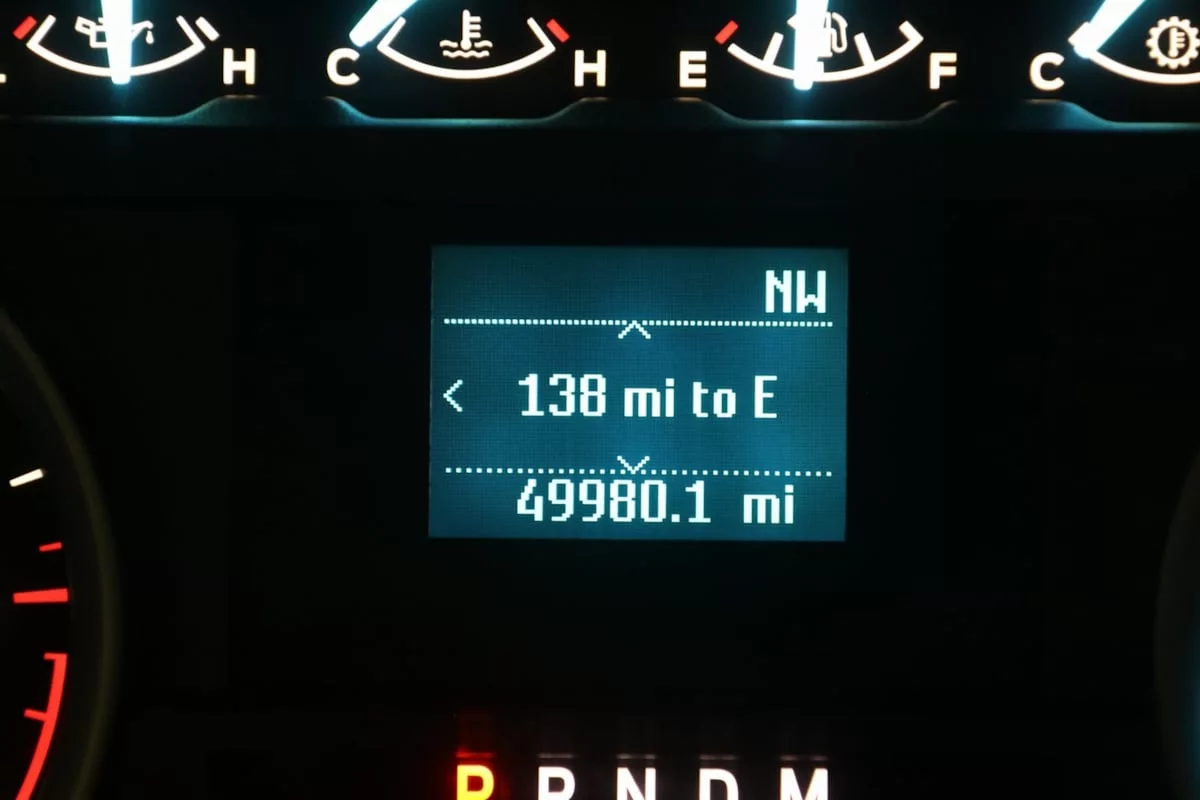 H C H E F C
NW
138 mi to E
49980.1 mi
P R N D M